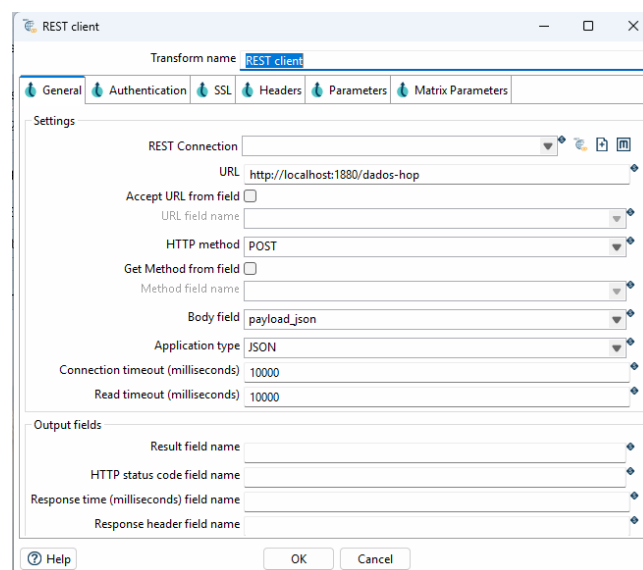 REST client
Transform name REST client
General Authentication SSL Headers Parameters Matrix Parameters
Settings
REST Connection
URL http://localhost:1880/dados-hop
Accept URL from field
URL field name
HTTP method POST
Get Method from field
Method field name
Body field payload_json
Application type JSON
Connection timeout (milliseconds) 10000
Read timeout (milliseconds) 10000
Output fields
Result field name
HTTP status code field name
Response time (milliseconds) field name
Response header field name
Help OK Cancel